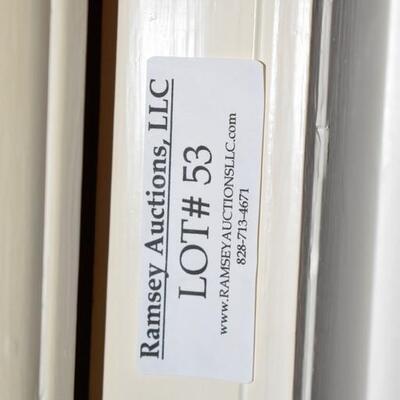 Ramsey Auctions, LLC
LOT# 53
www.RAMSEYAUCTIONSLLC.com
828-713-4671